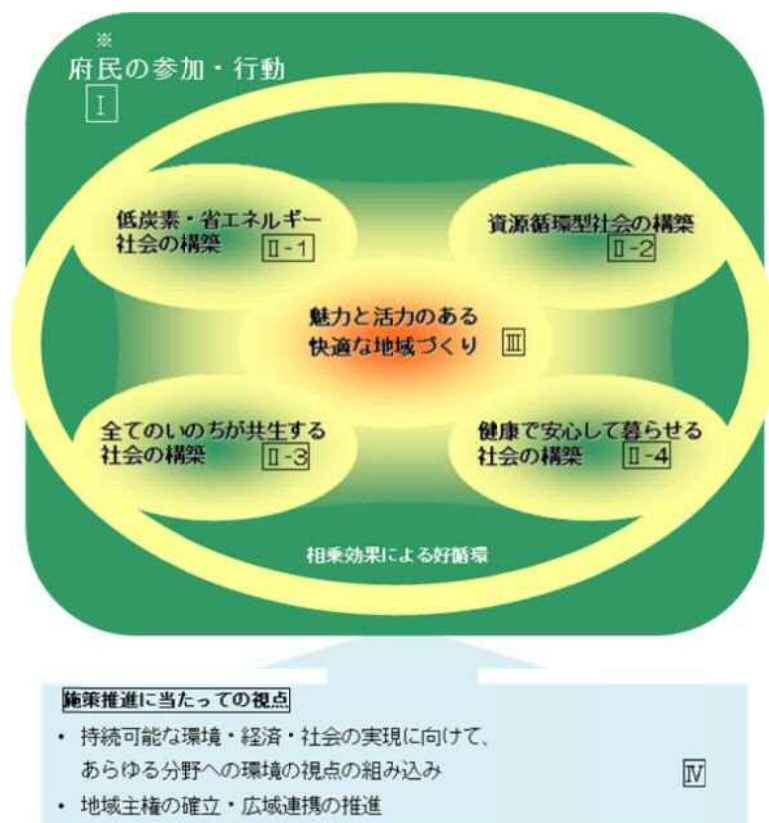 ※
府民の参加・行動
Ⅰ
低炭素・省エネルギー
社会の構築 Ⅱ-1
資源循環型社会の構築
Ⅱ-2
魅力と活力のある
快適な地域づくり Ⅲ
全てのいのちが共生する
社会の構築 Ⅱ-3
健康で安心して暮らせる
社会の構築 Ⅱ-4
相乗効果による好循環
施策推進に当たっての視点
・ 持続可能な環境・経済・社会の実現に向けて、
あらゆる分野への環境の視点の組み込み
Ⅳ
・ 地域主権の確立・広域連携の推進